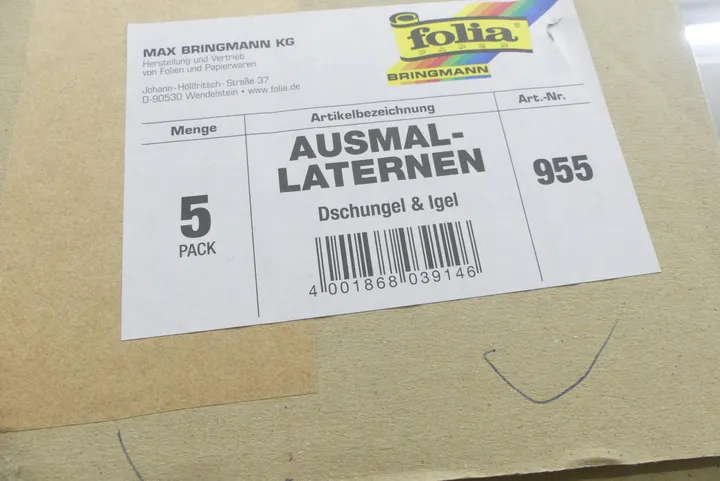 MAX BRINGMANN KG
Herstellung und Vertrieb
von Folien und Papierwaren
Johann-Höllfritsch-Straße 37
D-90530 Wendelstein • www.folia.de
folia
PAPER
BRINGMANN
Menge
Artikelbezeichnung
Art.-Nr.
5
PACK
AUSMAL-
LATERNEN
Dschungel & Igel
955
4 001868 039146